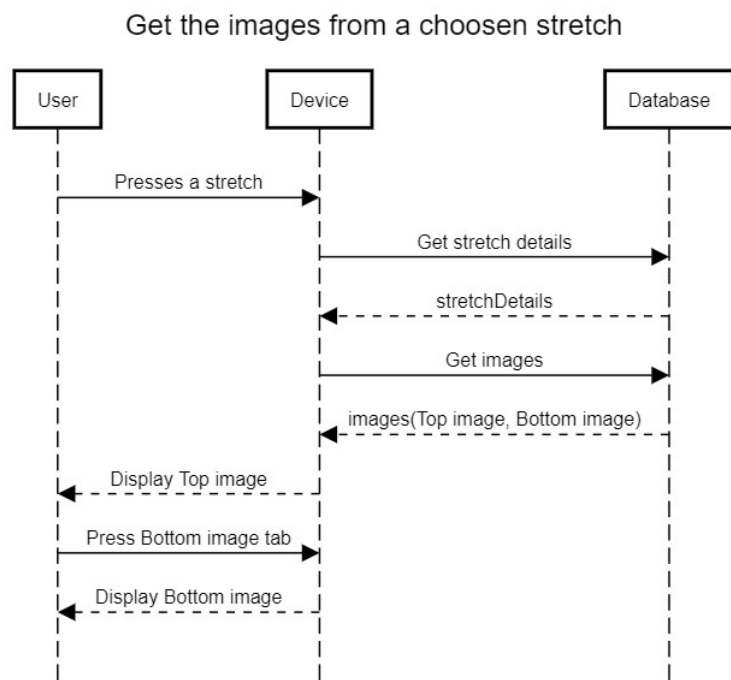 Get the images from a choosen stretch
User
Device
Database
Presses a stretch
Get stretch details
stretchDetails
Get images
images(Top image, Bottom image)
Display Top image
Press Bottom image tab
Display Bottom image